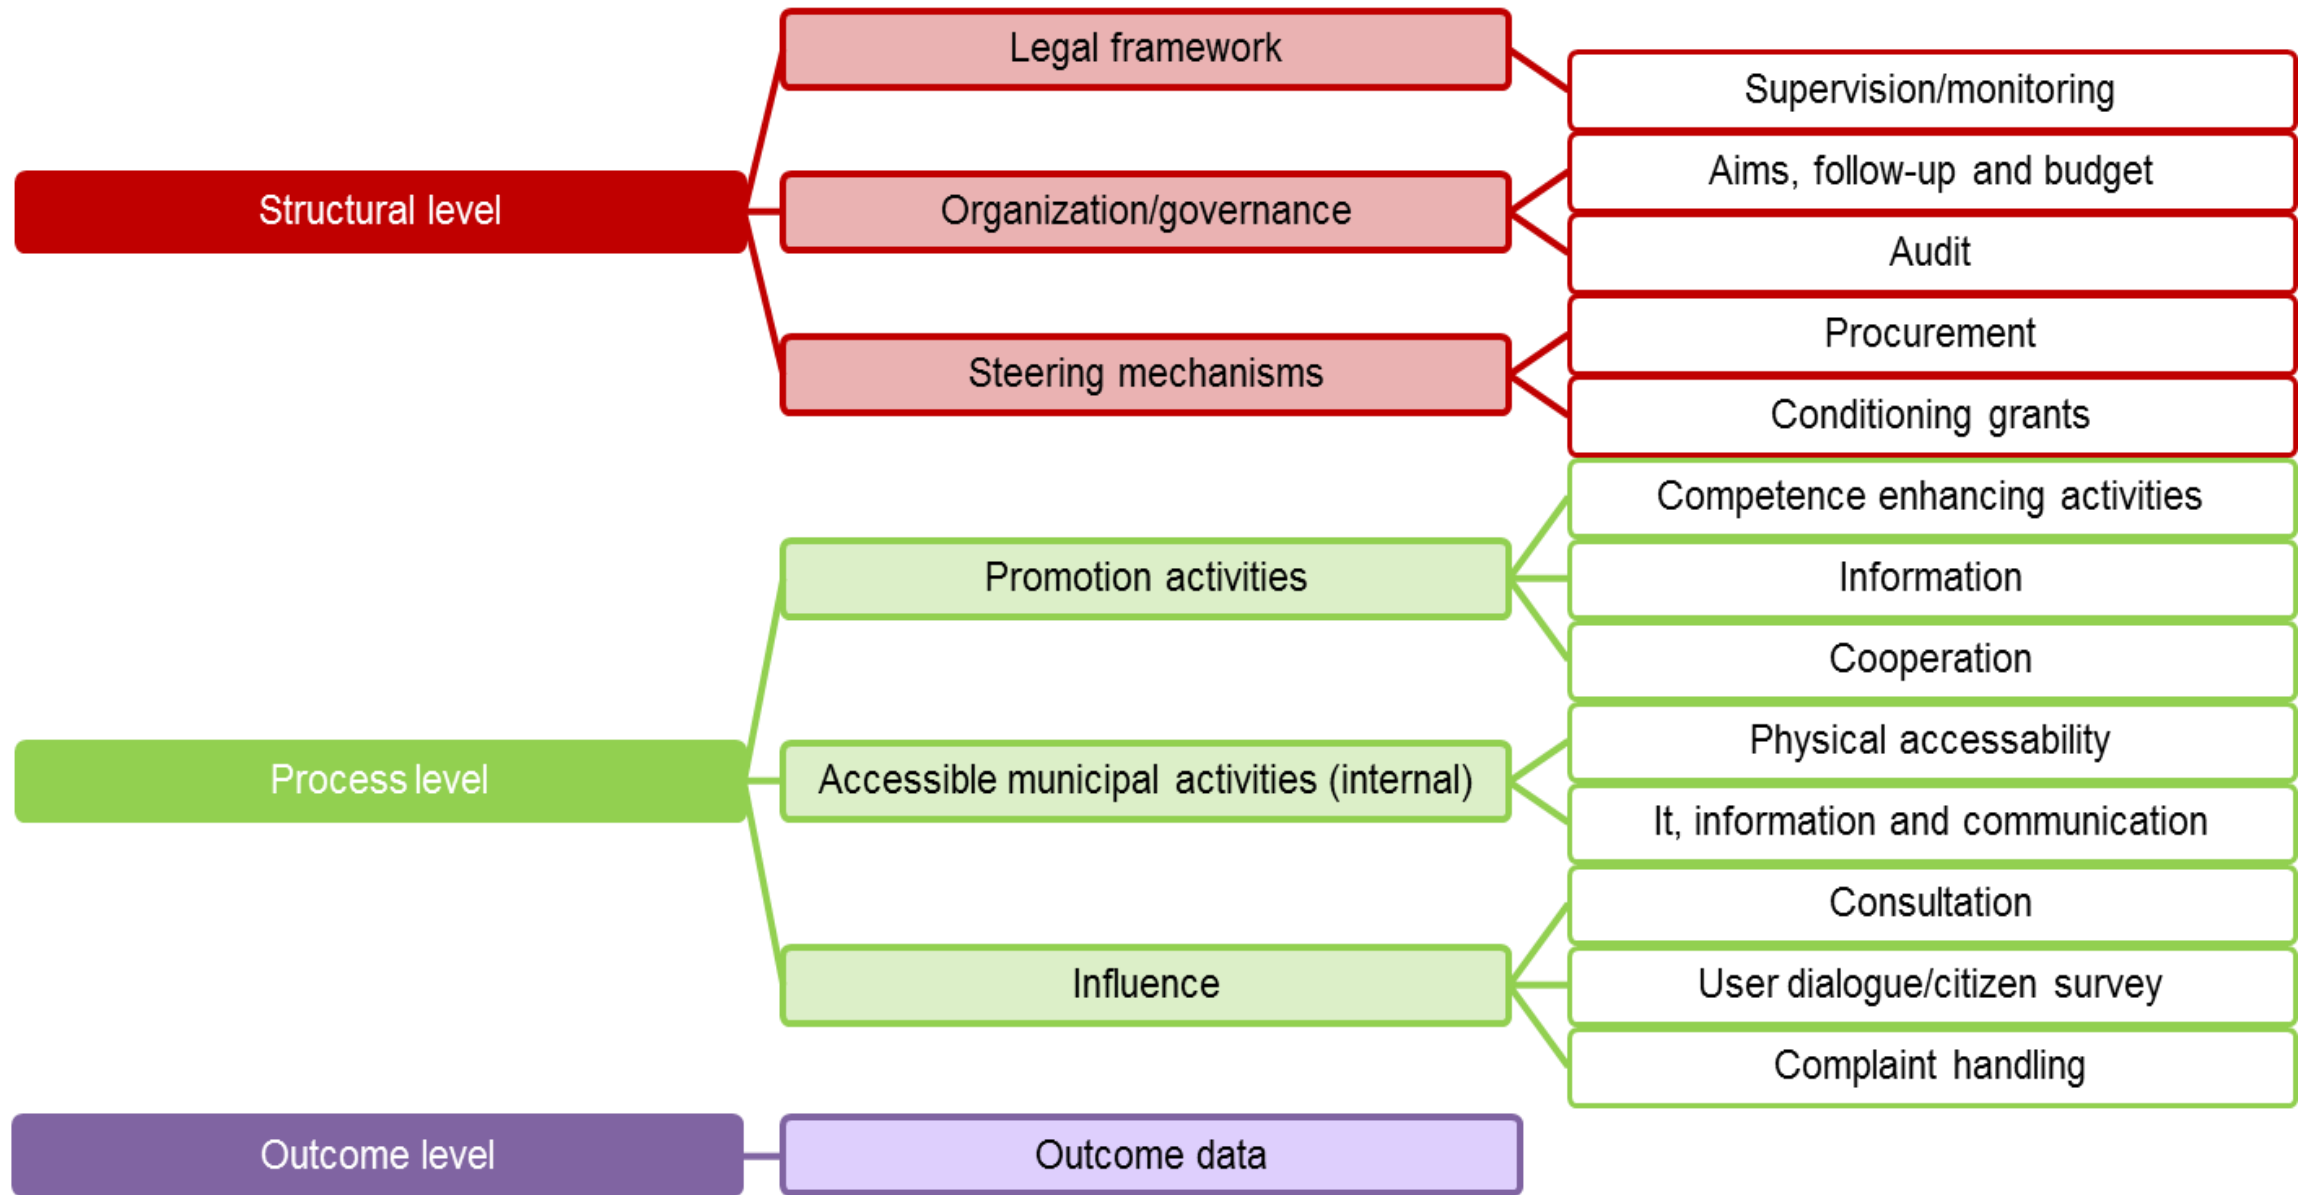 Structural level
Legal framework
Supervision/monitoring
Organization/governance
Aims, follow-up and budget
Audit
Steering mechanisms
Procurement
Conditioning grants
Process level
Promotion activities
Competence enhancing activities
Information
Cooperation
Accessible municipal activities (internal)
Physical accessability
It, information and communication
Influence
Consultation
User dialogue/citizen survey
Complaint handling
Outcome level
Outcome data